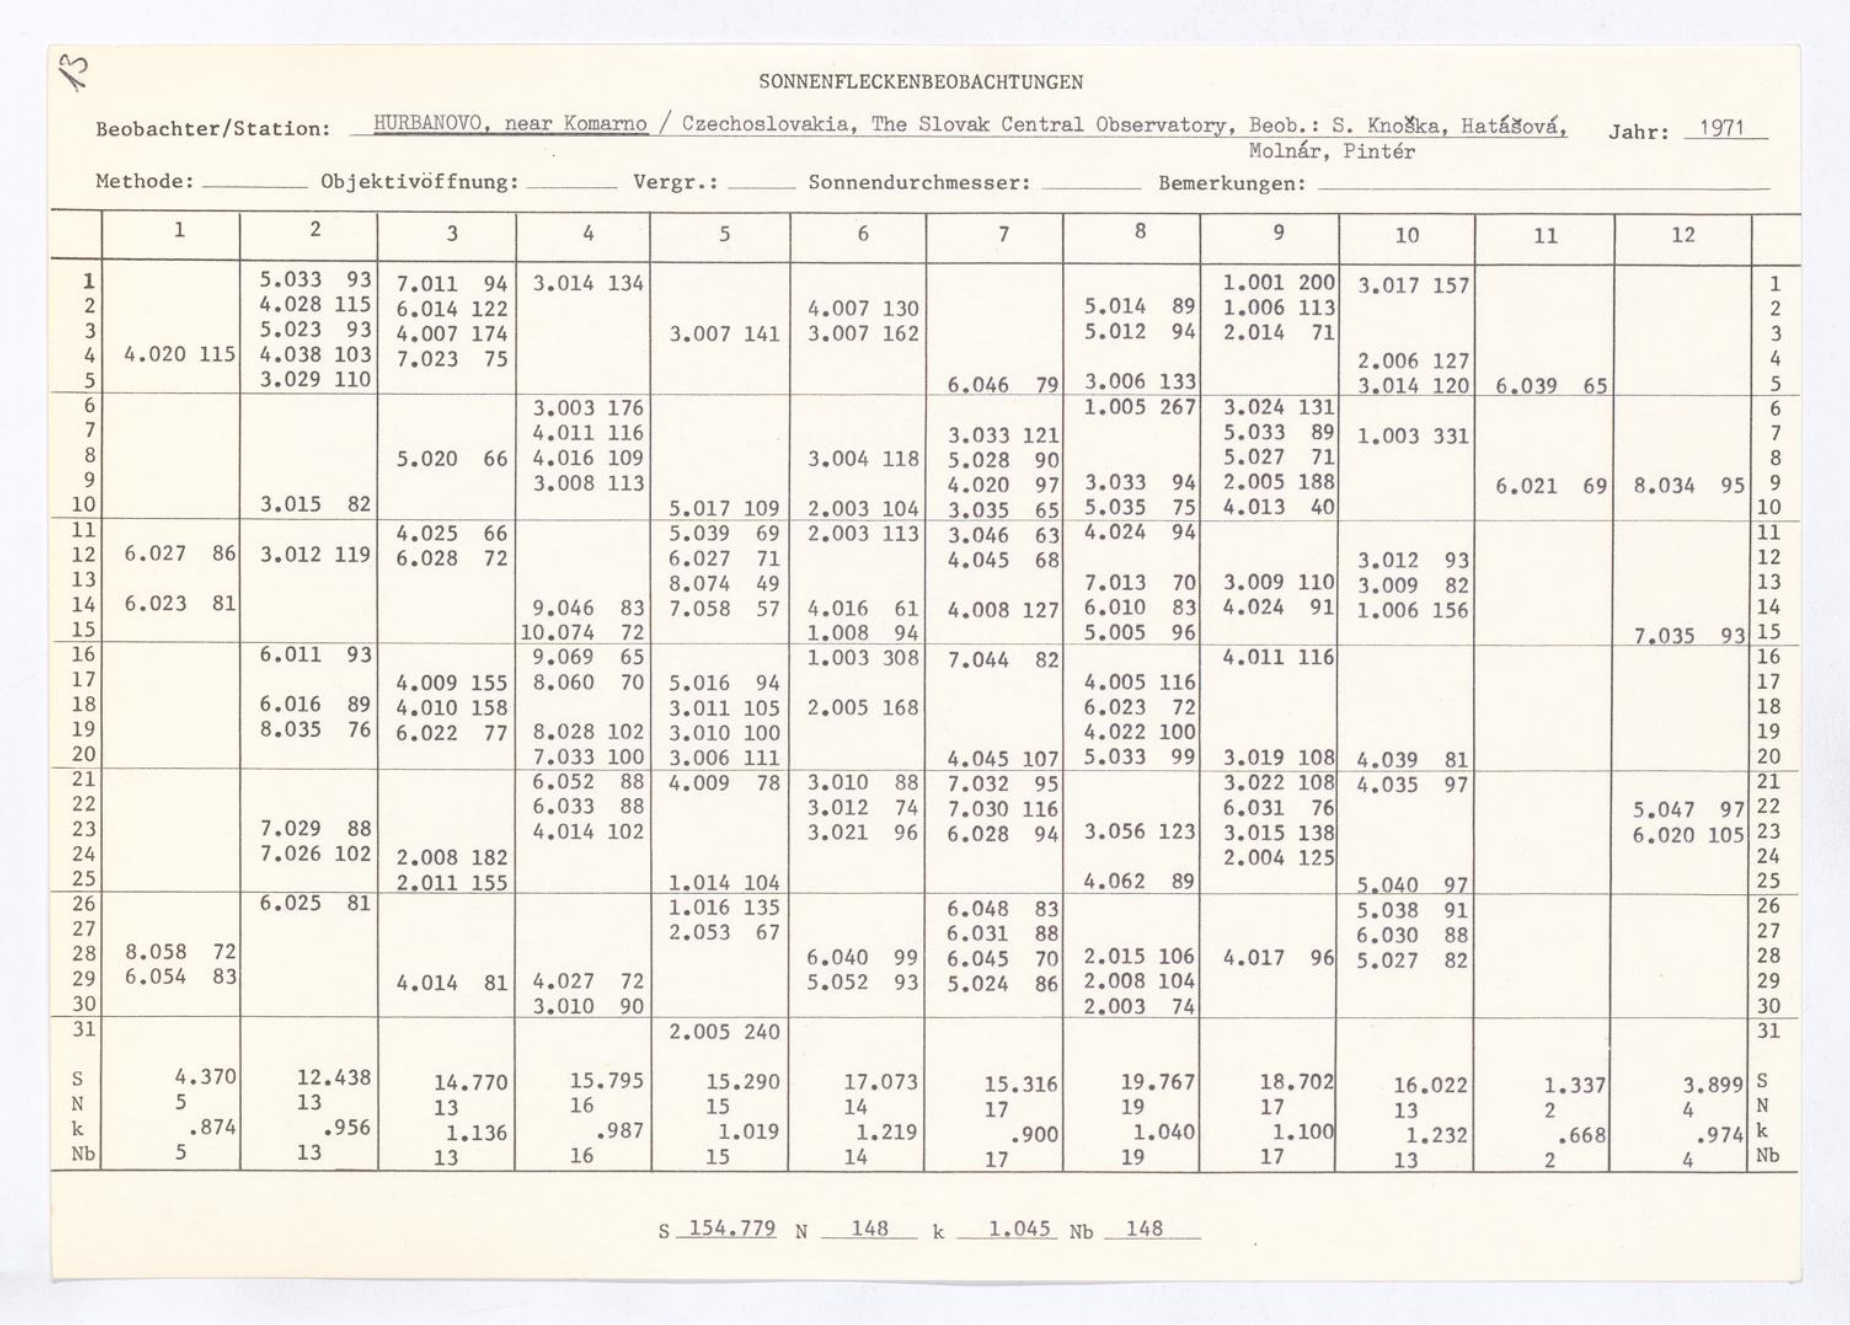 13
SONNENFLECKENBEOBACHTUNGEN
Beobachter/Station: HURBANOVO, near Komarno / Czechoslovakia, The Slovak Central Observatory, Beob.: S. Knoška, Hatášová, Jahr: 1971
Molnár, Pintér
Methode: Objektivöffnung: Vergr.: Sonnendurchmesser: Bemerkungen:
1 2 3 4 5 6 7 8 9 10 11 12
1 5.033 93 7.011 94 3.014 134 1.001 200 3.017 157 1
2 4.028 115 6.014 122 4.007 130 5.014 89 1.006 113 2
3 5.023 93 4.007 174 3.007 141 3.007 162 5.012 94 2.014 71 3
4 4.020 115 4.038 103 7.023 75 2.006 127 4
5 3.029 110 6.046 79 3.006 133 3.014 120 6.039 65 5
6 3.003 176 1.005 267 3.024 131 6
7 4.011 116 3.033 121 5.033 89 1.003 331 7
8 5.020 66 4.016 109 3.004 118 5.028 90 5.027 71 8
9 3.008 113 4.020 97 3.033 94 2.005 188 6.021 69 8.034 95 9
10 3.015 82 5.017 109 2.003 104 3.035 65 5.035 75 4.013 40 10
11 4.025 66 5.039 69 2.003 113 3.046 63 4.024 94 11
12 6.027 86 3.012 119 6.028 72 6.027 71 4.045 68 3.012 93 12
13 8.074 49 7.013 70 3.009 110 3.009 82 13
14 6.023 81 9.046 83 7.058 57 4.016 61 4.008 127 6.010 83 4.024 91 1.006 156 14
15 10.074 72 1.008 94 5.005 96 7.035 93 15
16 6.011 93 9.069 65 1.003 308 7.044 82 4.011 116 16
17 4.009 155 8.060 70 5.016 94 4.005 116 17
18 6.016 89 4.010 158 3.011 105 2.005 168 6.023 72 18
19 8.035 76 6.022 77 8.028 102 3.010 100 4.022 100 19
20 7.033 100 3.006 111 4.045 107 5.033 99 3.019 108 4.039 81 20
21 6.052 88 4.009 78 3.010 88 7.032 95 3.022 108 4.035 97 21
22 6.033 88 3.012 74 7.030 116 6.031 76 5.047 97 22
23 7.029 88 4.014 102 3.021 96 6.028 94 3.056 123 3.015 138 6.020 105 23
24 7.026 102 2.008 182 2.004 125 24
25 2.011 155 1.014 104 4.062 89 5.040 97 25
26 6.025 81 1.016 135 6.048 83 5.038 91 26
27 2.053 67 6.031 88 6.030 88 27
28 8.058 72 6.040 99 6.045 70 2.015 106 4.017 96 5.027 82 28
29 6.054 83 4.014 81 4.027 72 5.052 93 5.024 86 2.008 104 29
30 3.010 90 2.003 74 30
31 2.005 240 31
S 4.370 12.438 14.770 15.795 15.290 17.073 15.316 19.767 18.702 16.022 1.337 3.899 S
N 5 13 13 16 15 14 17 19 17 13 2 4 N
k .874 .956 1.136 .987 1.019 1.219 .900 1.040 1.100 1.232 .668 .974 k
Nb 5 13 13 16 15 14 17 19 17 13 2 4 Nb
S 154.779 N 148 k 1.045 Nb 148